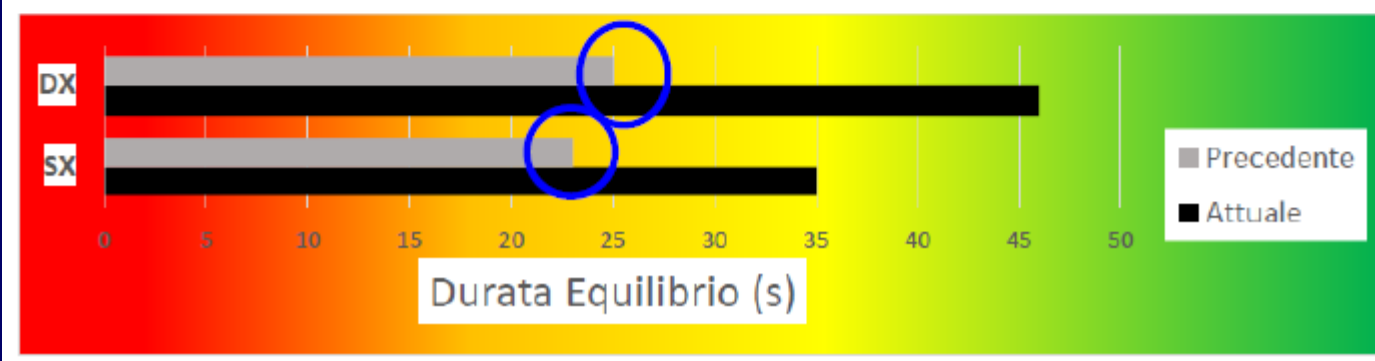 DX
SX
0 5 10 15 20 25 30 35 40 45 50
Durata Equilibrio (s)
Precedente
Attuale